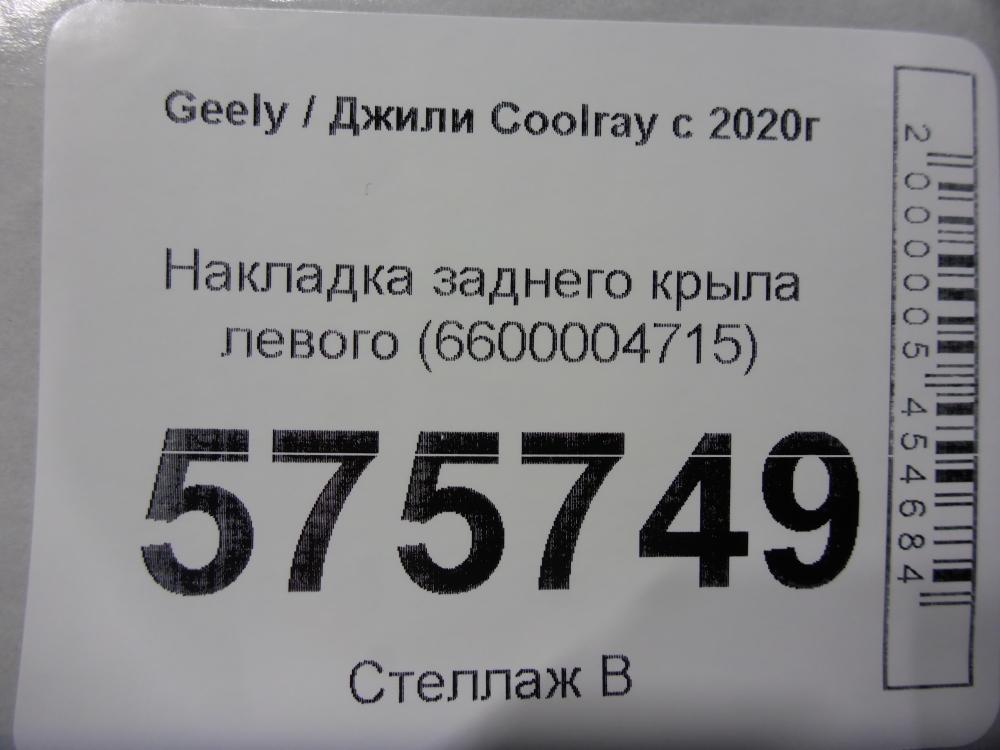 Geely / Джили Coolray с 2020г
Накладка заднего крыла
левого (6600004715)
575749
Стеллаж В
2000005454684